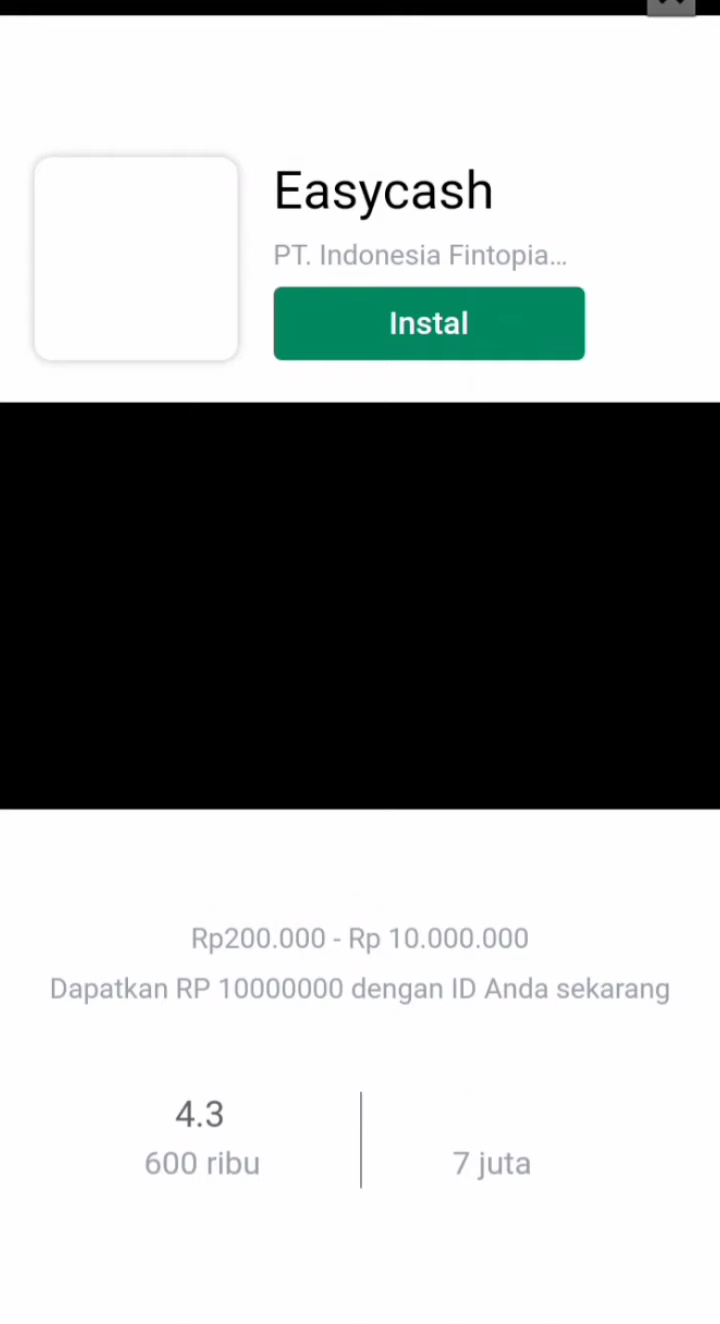 Easycash
PT. Indonesia Fintopia...
Instal
Rp200.000 - Rp 10.000.000
Dapatkan RP 10000000 dengan ID Anda sekarang
4.3
600 ribu
7 juta